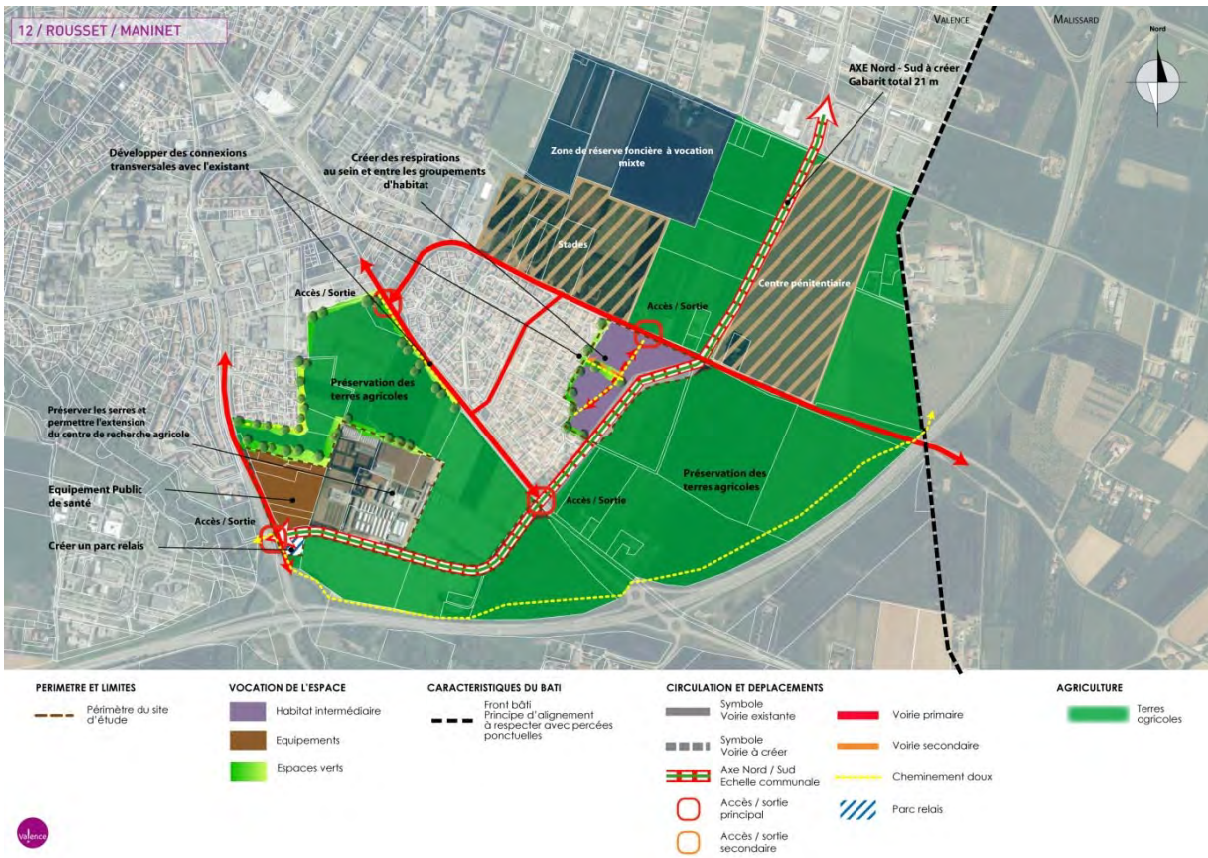 12 / ROUSSET / MANINET
VALENCE
MALISSARD
Nord
AXE Nord - Sud à créer
Gabarit total 21 m
Développer des connexions
transversales avec l'existant
Créer des respirations
au sein et entre les groupements
d'habitat
Zone de réserve foncière à vocation
mixte
Stades
Centre pénitentiaire
Accès / Sortie
Accès / Sortie
Préservation des
terres agricoles
Préserver les serres et
permettre l'extension
du centre de recherche agricole
Préservation des
terres agricoles
Equipement Public
de santé
Accès / Sortie
Accès / Sortie
Créer un parc relais
PERIMETRE ET LIMITES
Périmètre du site
d'étude
VOCATION DE L'ESPACE
Habitat intermédiaire
Equipements
Espaces verts
CARACTERISTIQUES DU BATI
Front bâti
Principe d'alignement
à respecter avec percées
ponctuelles
CIRCULATION ET DEPLACEMENTS
Symbole
Voirie existante
Symbole
Voirie à créer
Axe Nord / Sud
Echelle communale
Accès / sortie
principal
Accès / sortie
secondaire
Voirie primaire
Voirie secondaire
Cheminement doux
Parc relais
AGRICULTURE
Terres
agricoles
valence